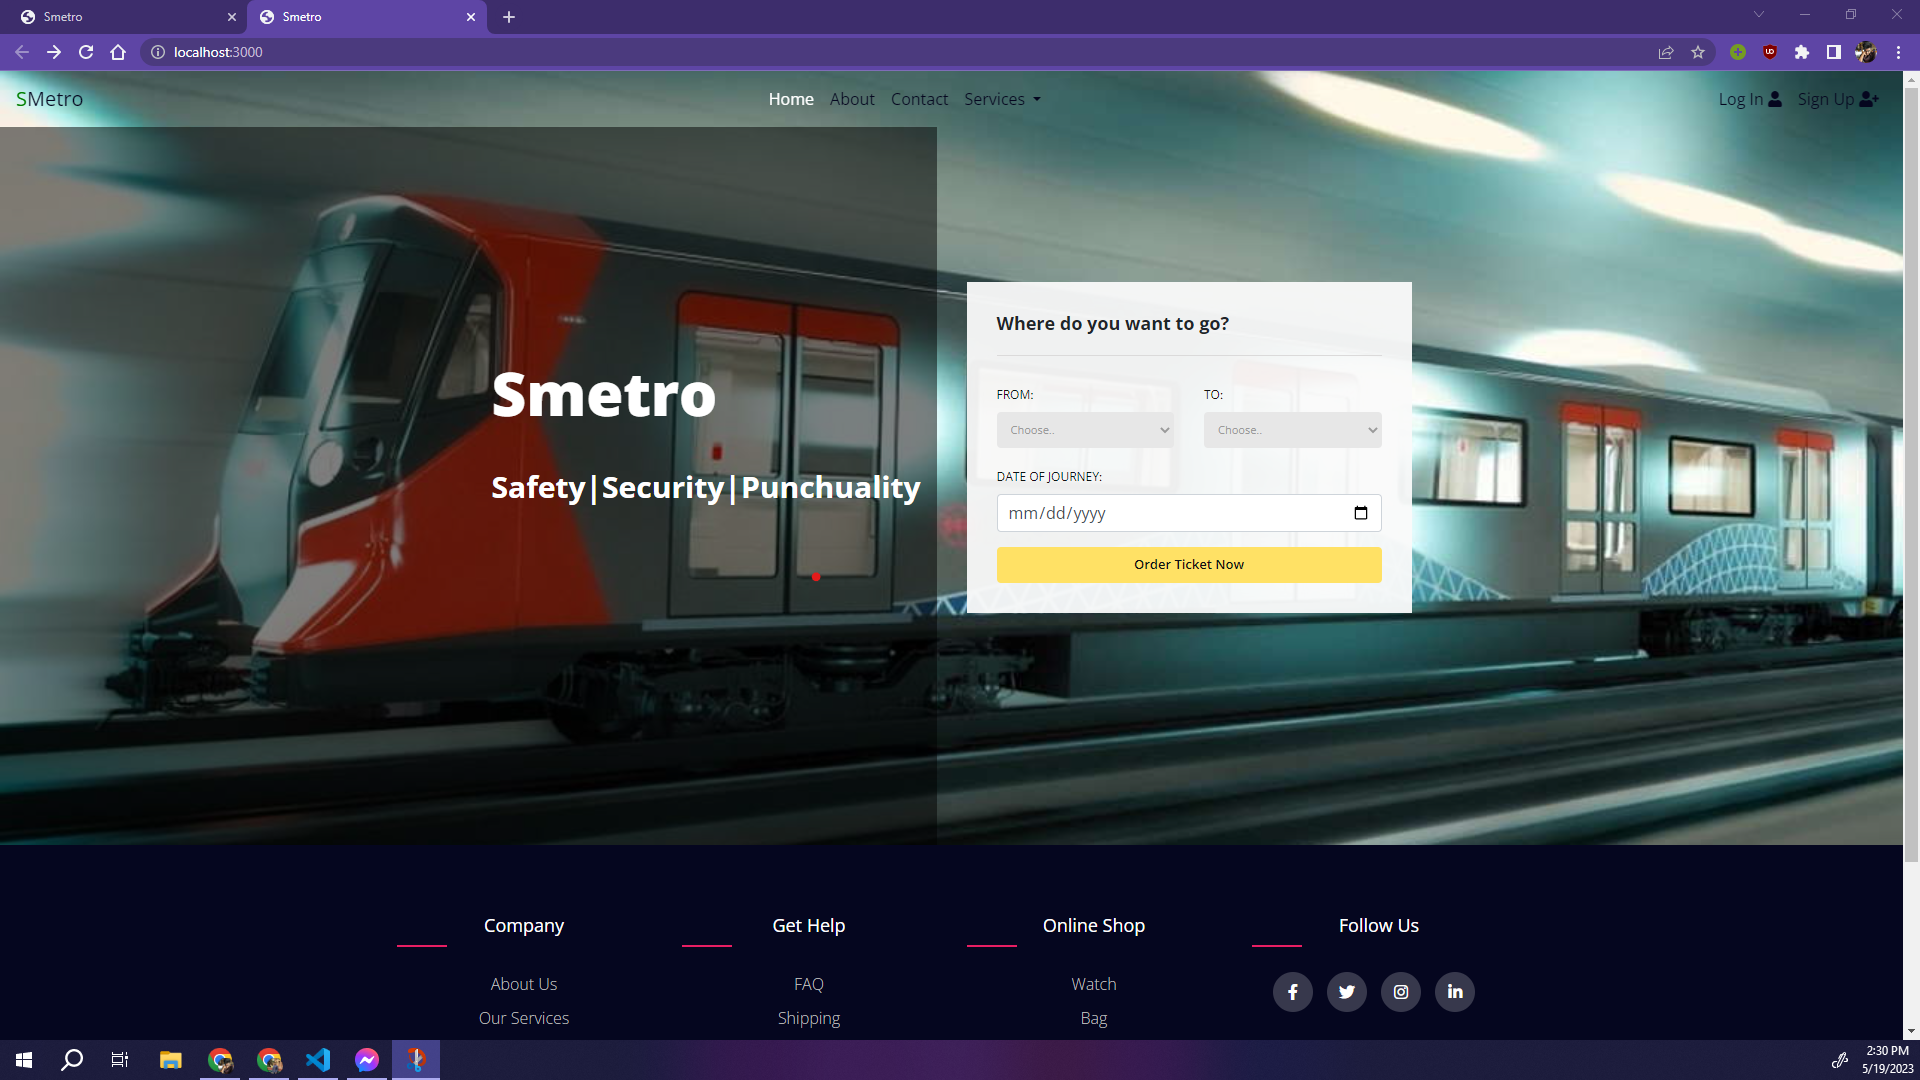 Smetro
Smetro
localhost:3000
SMetro
Home About Contact Services
Log In Sign Up
Smetro
Safety|Security|Punchuality
Where do you want to go?
FROM: TO:
Choose.. Choose..
DATE OF JOURNEY:
mm/dd/yyyy
Order Ticket Now
Company
About Us
Our Services
Get Help
FAQ
Shipping
Online Shop
Watch
Bag
Follow Us
2:30 PM
5/19/2023